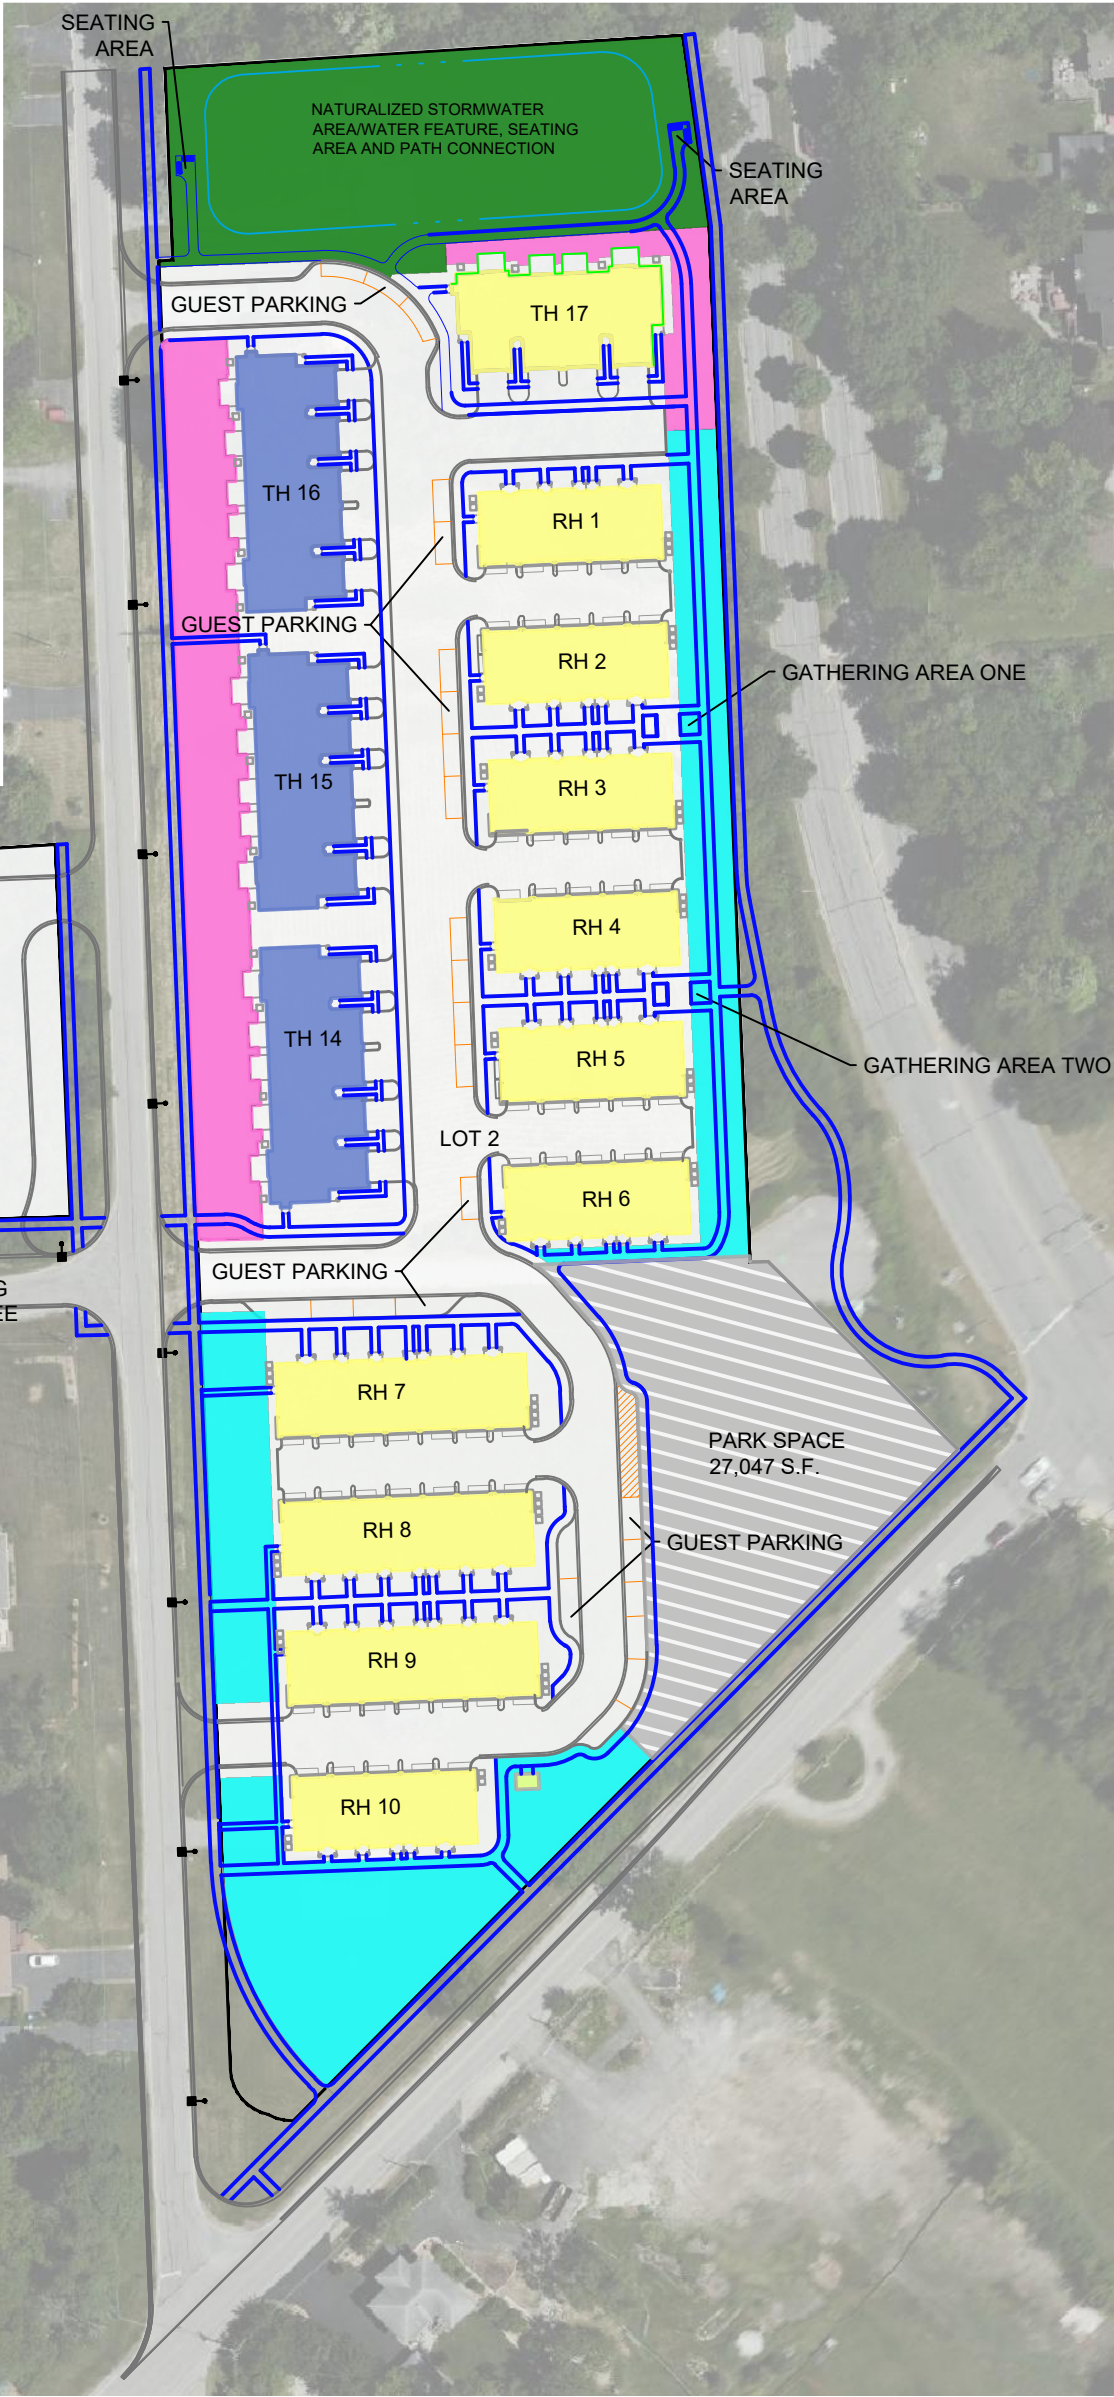 SEATING
AREA
NATURALIZED STORMWATER
AREA/WATER FEATURE, SEATING
AREA AND PATH CONNECTION
SEATING
AREA
GUEST PARKING
TH 17
TH 16
RH 1
GUEST PARKING
RH 2
GATHERING AREA ONE
TH 15
RH 3
RH 4
TH 14
RH 5
GATHERING AREA TWO
LOT 2
RH 6
GUEST PARKING
G
EE
RH 7
PARK SPACE
27,047 S.F.
RH 8
GUEST PARKING
RH 9
RH 10